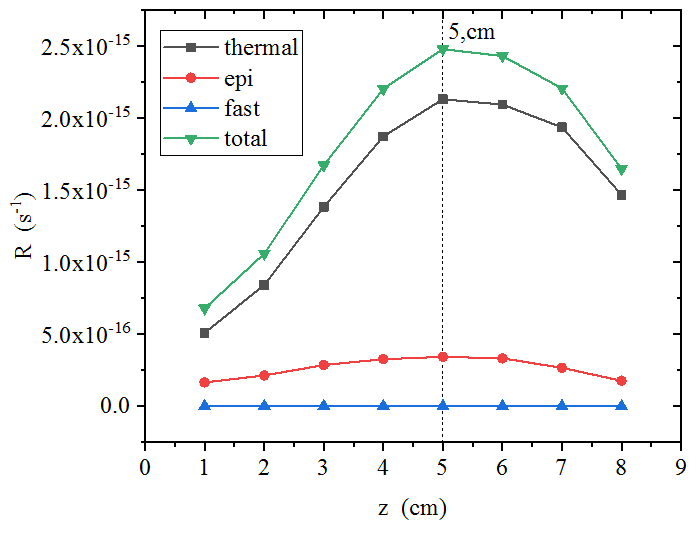 5,cm
thermal
epi
fast
total
2.5x10⁻¹⁵
2.0x10⁻¹⁵
1.5x10⁻¹⁵
1.0x10⁻¹⁵
5.0x10⁻¹⁶
0.0
R (s⁻¹)
0 1 2 3 4 5 6 7 8 9
z (cm)